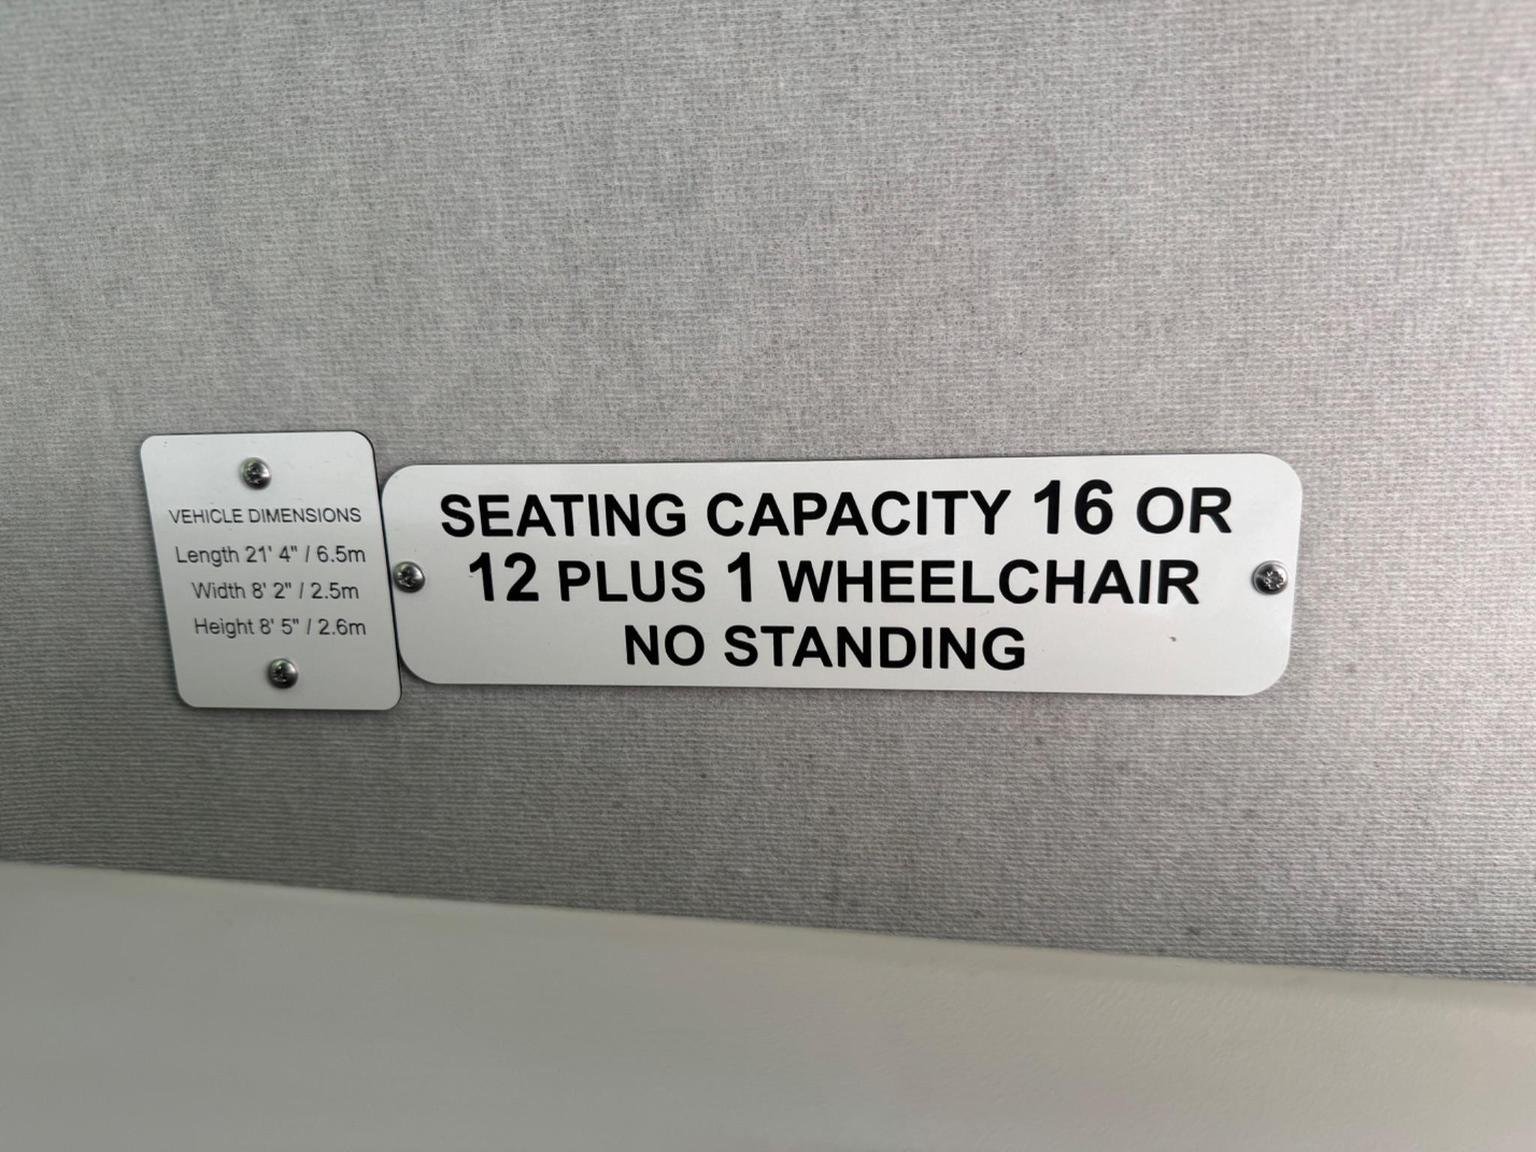 VEHICLE DIMENSIONS
Length 21' 4" / 6.5m
Width 8' 2" / 2.5m
Height 8' 5" / 2.6m
SEATING CAPACITY 16 OR
12 PLUS 1 WHEELCHAIR
NO STANDING